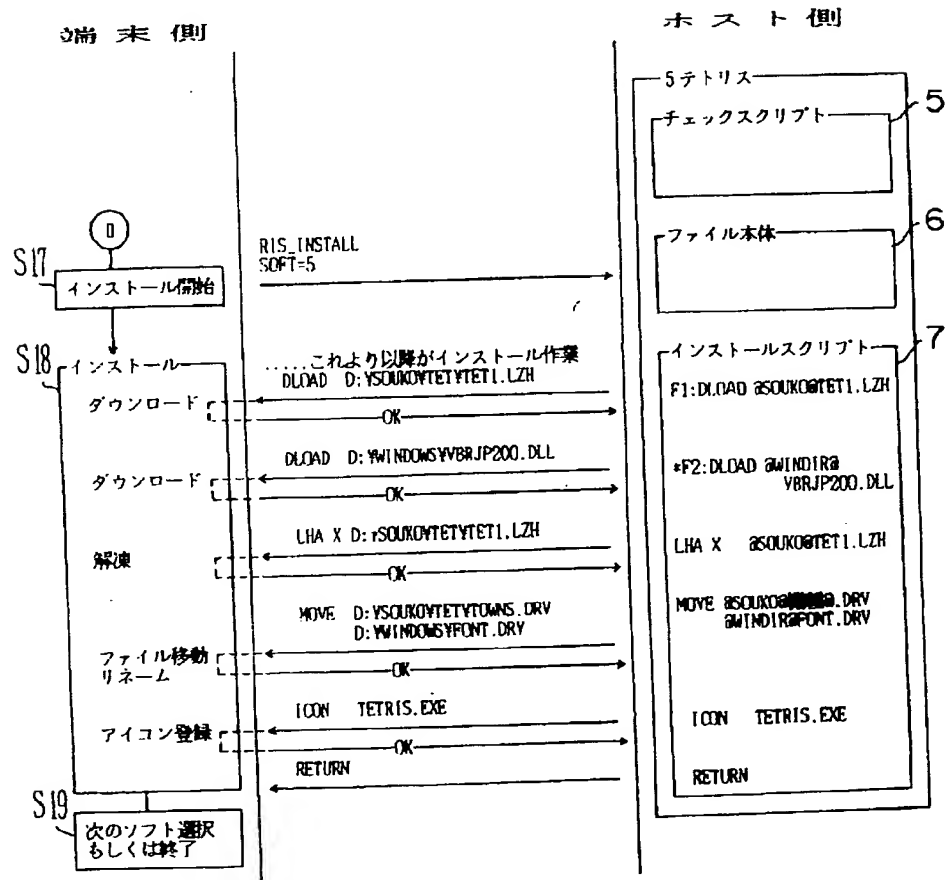 端末側
ホスト側
5テトリス
チェックスクリプト
5
ファイル本体
6
インストールスクリプト
7
F1:DLOAD @SOUKO@TET1.LZH
*F2:DLOAD @WINDIR@
VBRJP200.DLL
LHA X @SOUKO@TET1.LZH
MOVE @SOUKO@.DRV
@WINDIR@FONT.DRV
ICON TETRIS.EXE
RETURN
S17
インストール開始
RIS_INSTALL
SOFT=5
S18
インストール
.....これより以降がインストール作業
DLOAD D:¥SOUKO¥TET¥TET1.LZH
ダウンロード
OK
DLOAD D:¥WINDOWS¥VBRJP200.DLL
ダウンロード
OK
LHA X D:rSOUKO¥TET¥TET1.LZH
解凍
OK
MOVE D:¥SOUKO¥TET¥TOWNS.DRV
D:¥WINDOWS¥FONT.DRV
ファイル移動
リネーム
OK
ICON TETRIS.EXE
アイコン登録
OK
RETURN
S19
次のソフト選択
もしくは終了